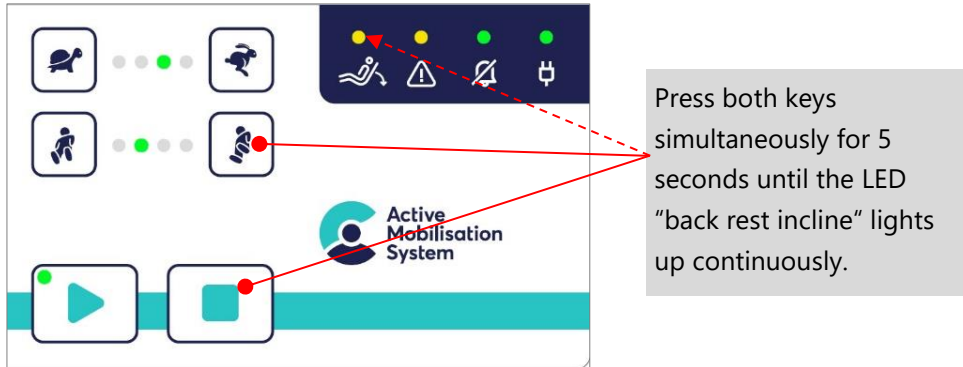 Press both keys
simultaneously for 5
seconds until the LED
"back rest incline“ lights
up continuously.
Active
Mobilisation
System